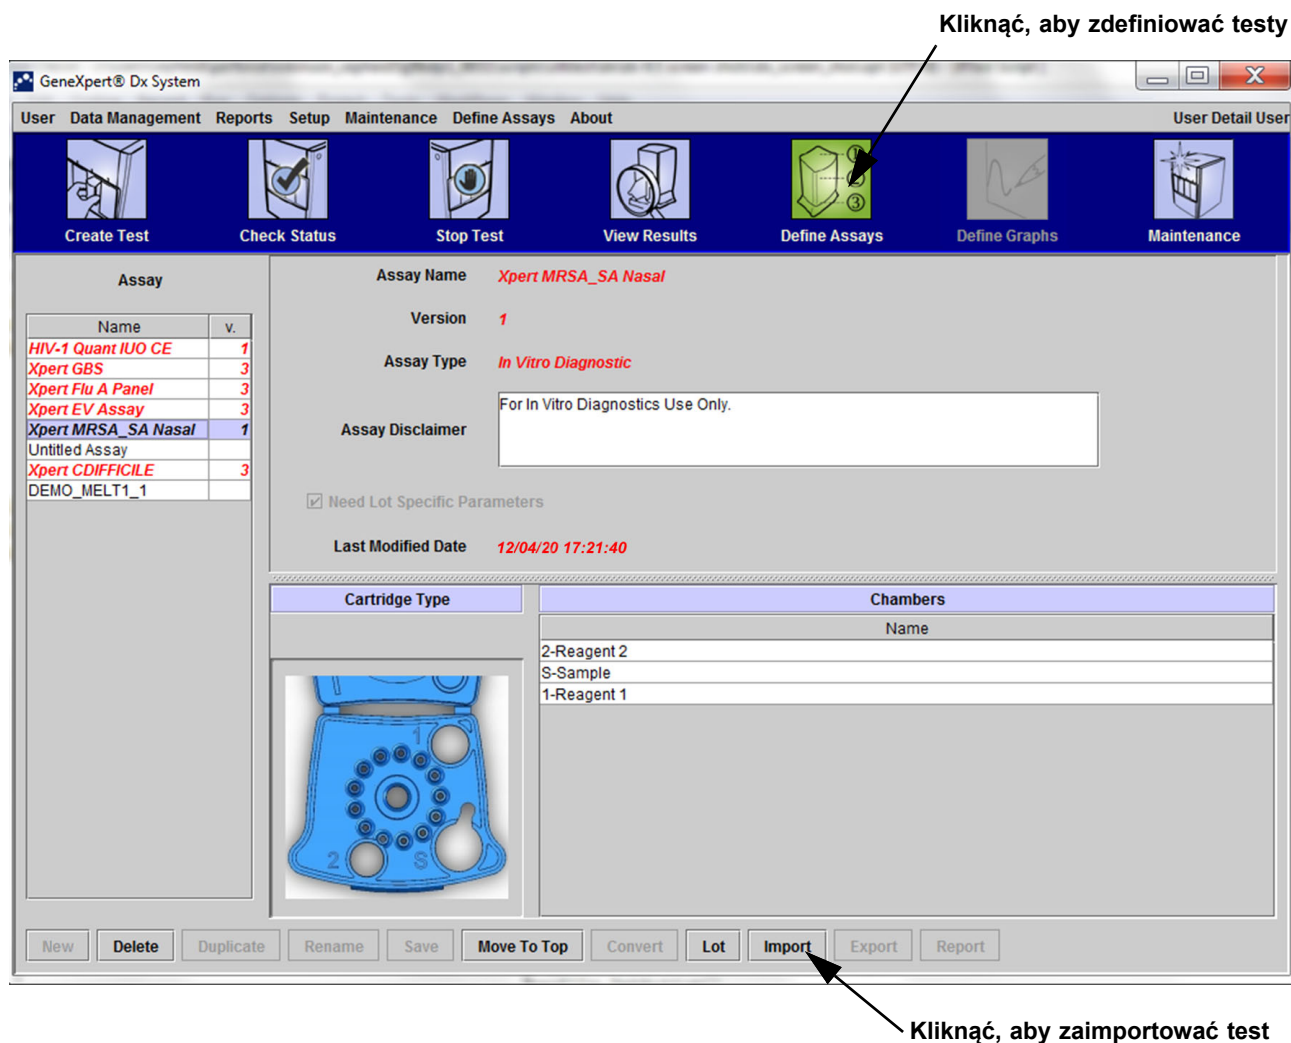 Kliknąć, aby zdefiniować testy
GeneXpert® Dx System
User Data Management Reports Setup Maintenance Define Assays About User Detail User
Create Test Check Status Stop Test View Results Define Assays Define Graphs Maintenance
Assay
Name v.
HIV-1 Quant IUO CE 1
Xpert GBS 3
Xpert Flu A Panel 3
Xpert EV Assay 3
Xpert MRSA_SA Nasal 1
Untitled Assay
Xpert CDIFFICILE 3
DEMO_MELT1_1
Assay Name Xpert MRSA_SA Nasal
Version 1
Assay Type In Vitro Diagnostic
Assay Disclaimer For In Vitro Diagnostics Use Only.
Need Lot Specific Parameters
Last Modified Date 12/04/20 17:21:40
Cartridge Type
1
2 S
Chambers
Name
2-Reagent 2
S-Sample
1-Reagent 1
New Delete Duplicate Rename Save Move To Top Convert Lot Import Export Report
Kliknąć, aby zaimportować test